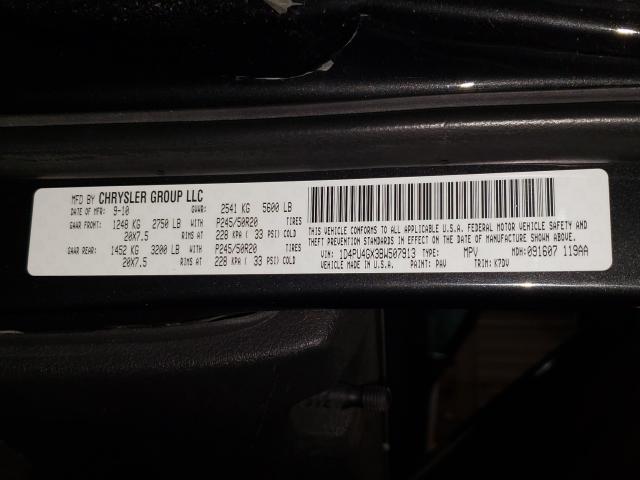 MFD BY CHRYSLER GROUP LLC
DATE OF MFR 9-10 GVWR: 2541 KG 5600 LB
GAWR FRONT: 1248 KG 2750 LB WITH P245/50R20 TIRES
20X7.5 RIMS AT 228 KPA ( 33 PSI) COLD
GAWR REAR: 1452 KG 3200 LB WITH P245/50R20 TIRES
20X7.5 RIMS AT 228 KPA ( 33 PSI) COLD
THIS VEHICLE CONFORMS TO ALL APPLICABLE U.S.A. FEDERAL MOTOR VEHICLE SAFETY AND
THEFT PREVENTION STANDARDS IN EFFECT ON THE DATE OF MANUFACTURE SHOWN ABOVE.
VIN: 1D4PU4GX3BW507913 TYPE: MPV MDH: 091607 119AA
VEHICLE MADE IN U.S.A. PAINT: PAV TRIM: K7DV